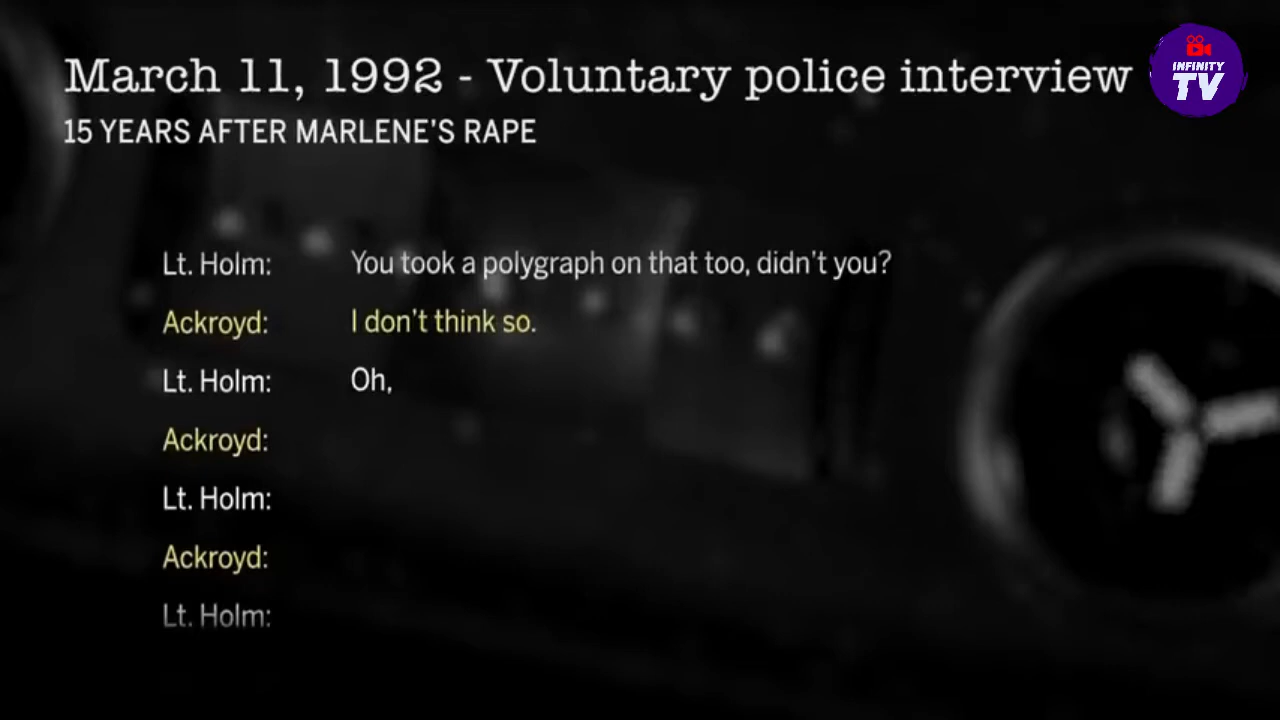 March 11, 1992 - Voluntary police interview
INFINITY
TV
15 YEARS AFTER MARLENE'S RAPE
Lt. Holm: You took a polygraph on that too, didn't you?
Ackroyd: I don't think so.
Lt. Holm: Oh,
Ackroyd:
Lt. Holm:
Ackroyd:
Lt. Holm: